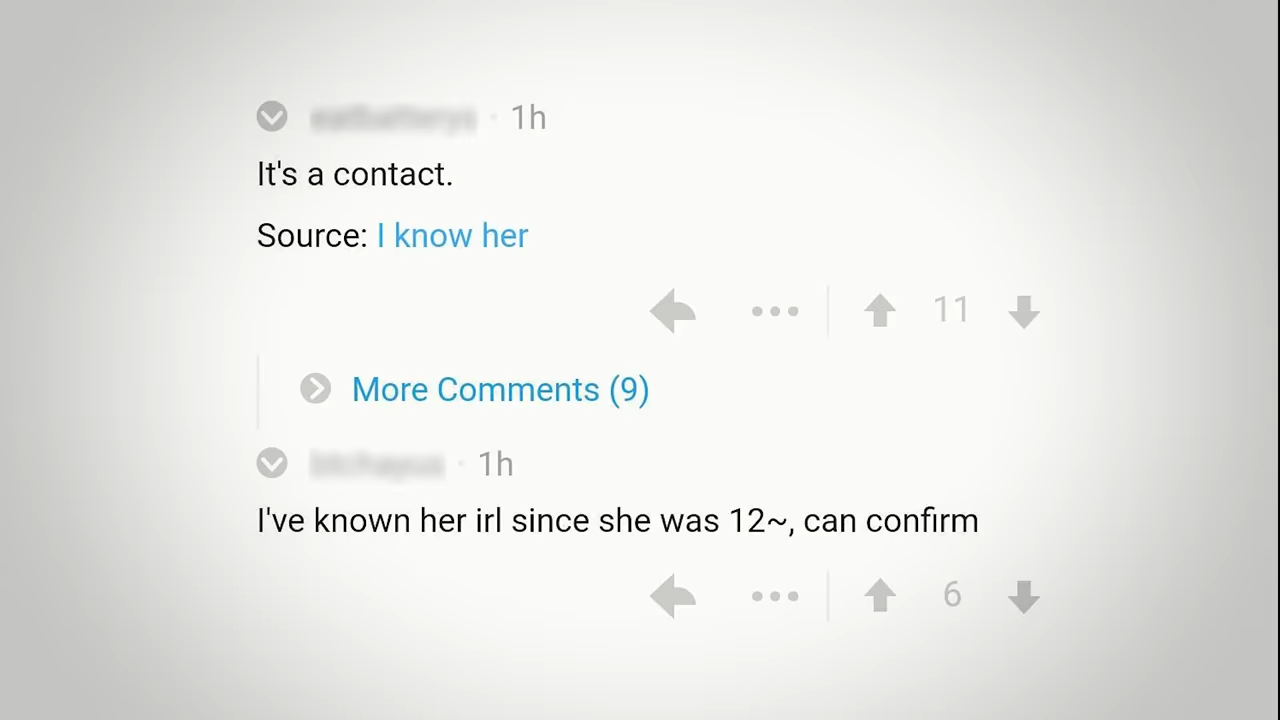 · 1h
It's a contact.
Source: I know her
11
More Comments (9)
· 1h
I've known her irl since she was 12~, can confirm
6